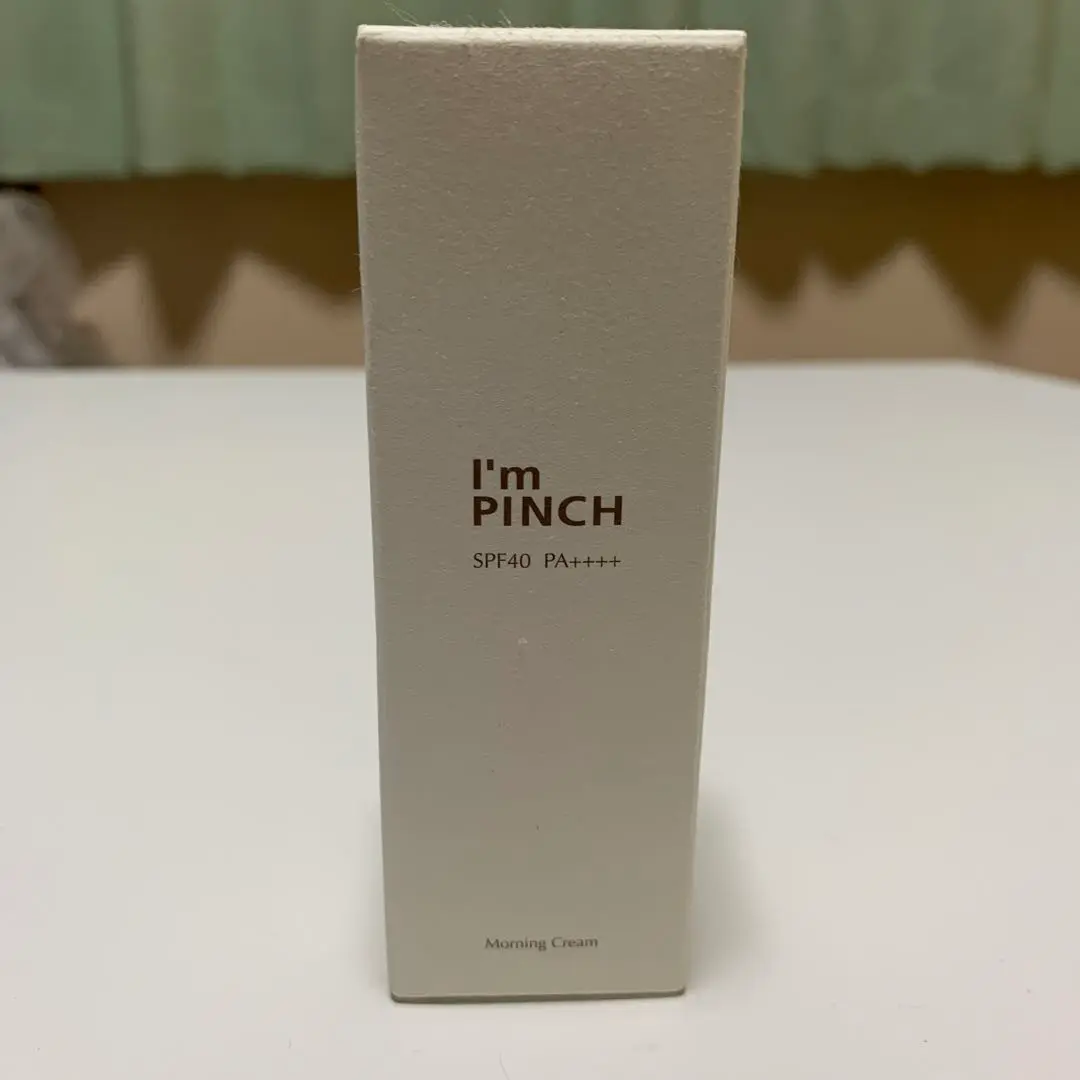 I'm
PINCH
SPF40 PA++++
Morning Cream